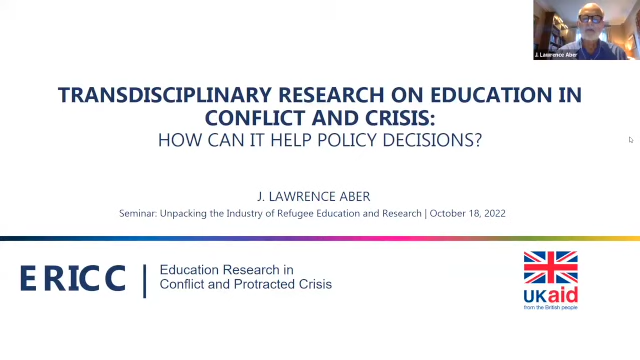 J. Lawrence Aber
TRANSDISCIPLINARY RESEARCH ON EDUCATION IN
CONFLICT AND CRISIS:
HOW CAN IT HELP POLICY DECISIONS?
J. LAWRENCE ABER
Seminar: Unpacking the Industry of Refugee Education and Research | October 18, 2022
ERICC
Education Research in
Conflict and Protracted Crisis
UKaid
from the British people